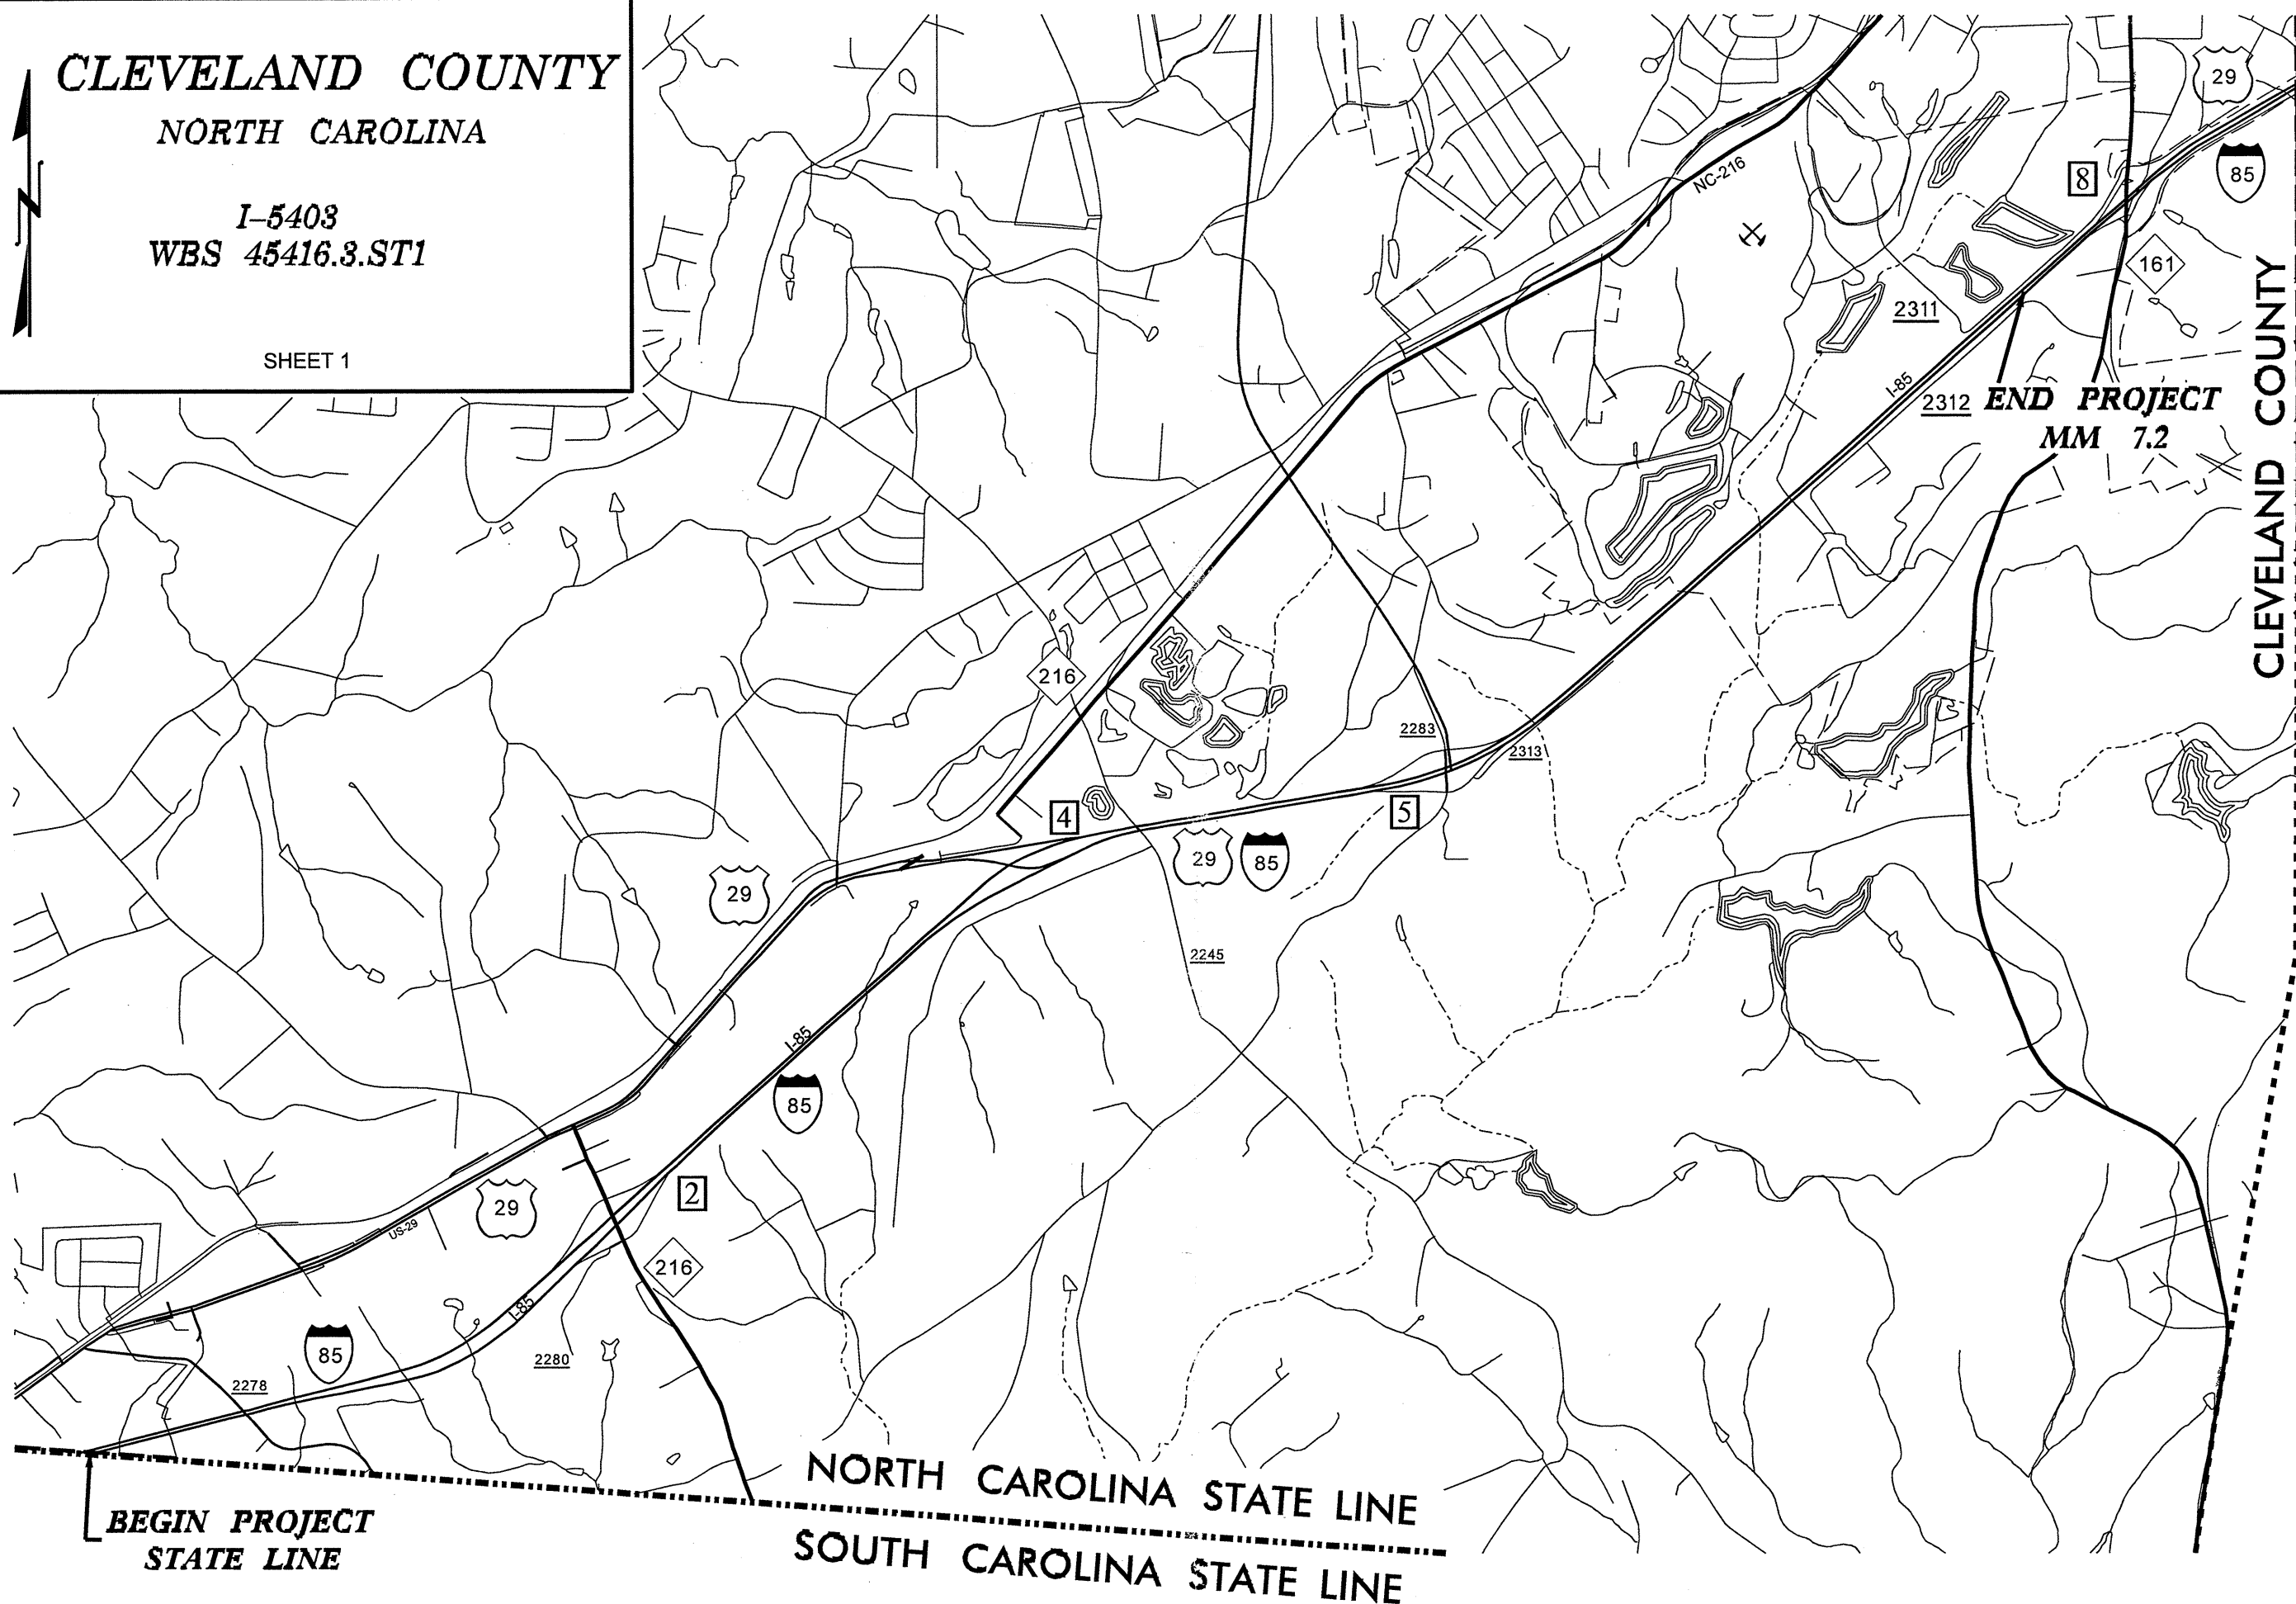 CLEVELAND COUNTY
NORTH CAROLINA
I-5403
WBS 45416.3.ST1
SHEET 1
N
29
NC-216
8
85
161
2311
I-85
2312
END PROJECT
MM 7.2
CLEVELAND COUNTY
216
2283
2313
4
5
29
85
29
2245
I-85
85
2
29
US-29
216
I-85
85
2280
2278
NORTH CAROLINA STATE LINE
SOUTH CAROLINA STATE LINE
BEGIN PROJECT
STATE LINE